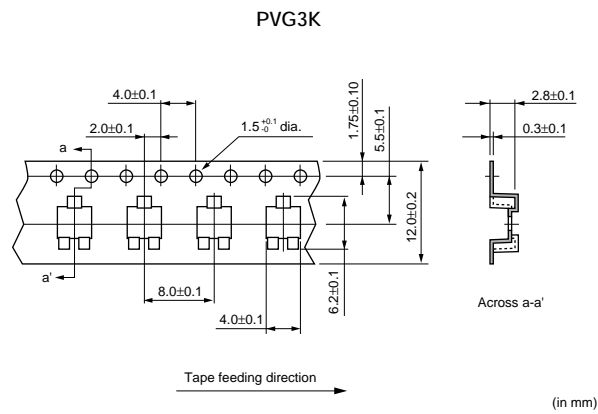 PVG3K
4.0±0.1
2.0±0.1
1.5 +0.1 -0 dia.
1.75±0.10
5.5±0.1
2.8±0.1
0.3±0.1
a
a'
12.0±0.2
6.2±0.1
8.0±0.1
4.0±0.1
Across a-a'
Tape feeding direction
(in mm)